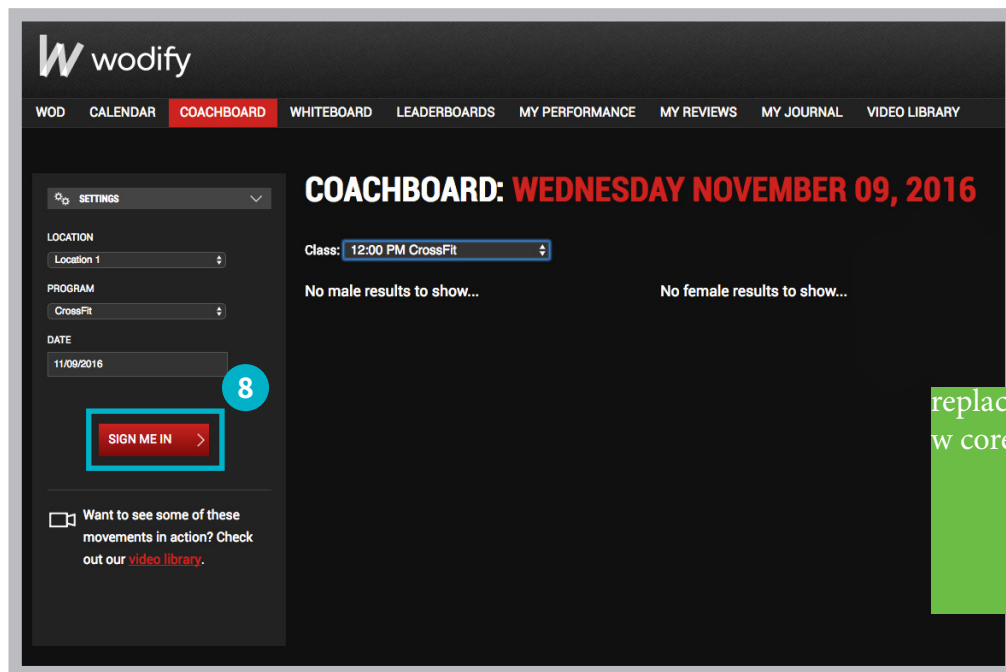 wodify
WOD CALENDAR COACHBOARD WHITEBOARD LEADERBOARDS MY PERFORMANCE MY REVIEWS MY JOURNAL VIDEO LIBRARY
SETTINGS
LOCATION
Location 1
PROGRAM
CrossFit
DATE
11/09/2016
8
SIGN ME IN
Want to see some of these
movements in action? Check
out our video library.
COACHBOARD: WEDNESDAY NOVEMBER 09, 2016
Class: 12:00 PM CrossFit
No male results to show... No female results to show...
replac
w core